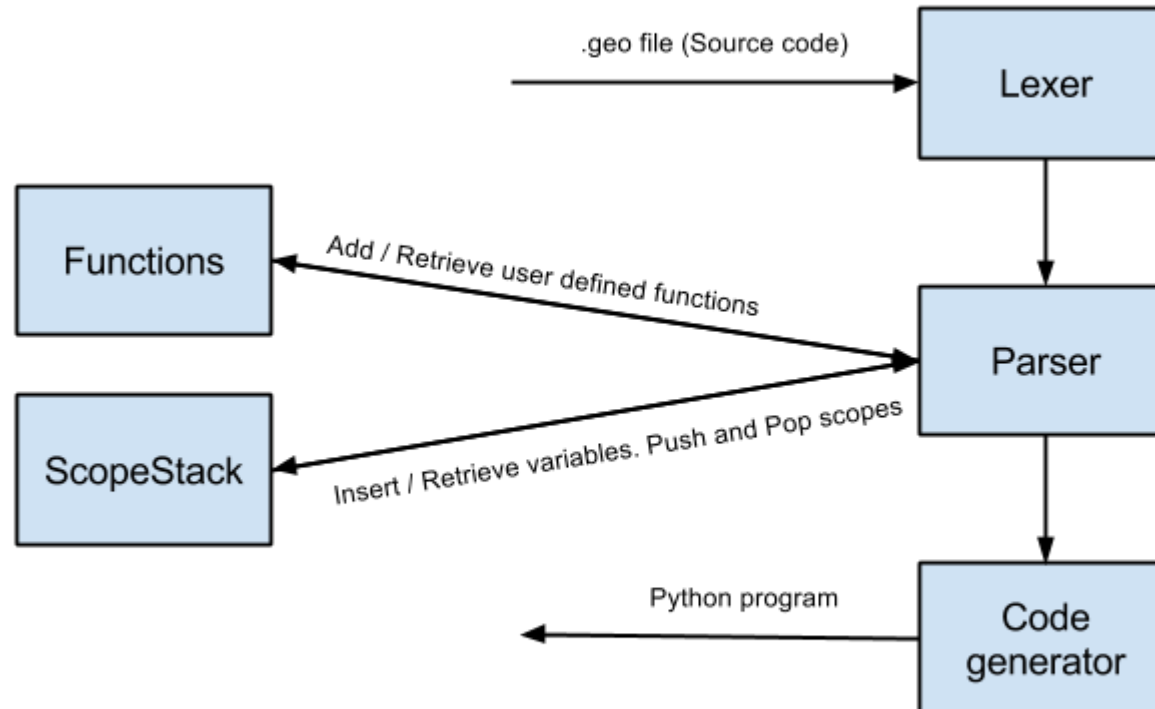 .geo file (Source code)
Lexer
Functions
Add / Retrieve user defined functions
Parser
ScopeStack
Insert / Retrieve variables. Push and Pop scopes
Python program
Code
generator